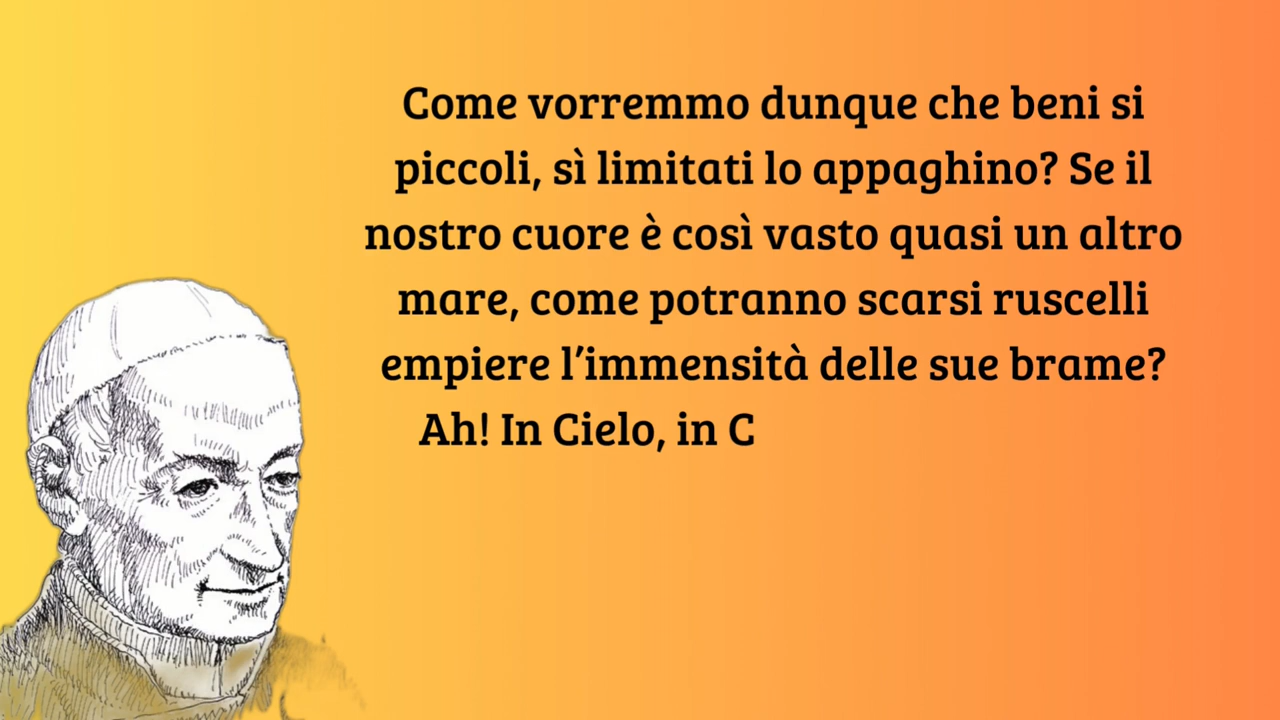 Come vorremmo dunque che beni si
piccoli, sì limitati lo appaghino? Se il
nostro cuore è così vasto quasi un altro
mare, come potranno scarsi ruscelli
empiere l’immensità delle sue brame?
Ah! In Cielo, in C